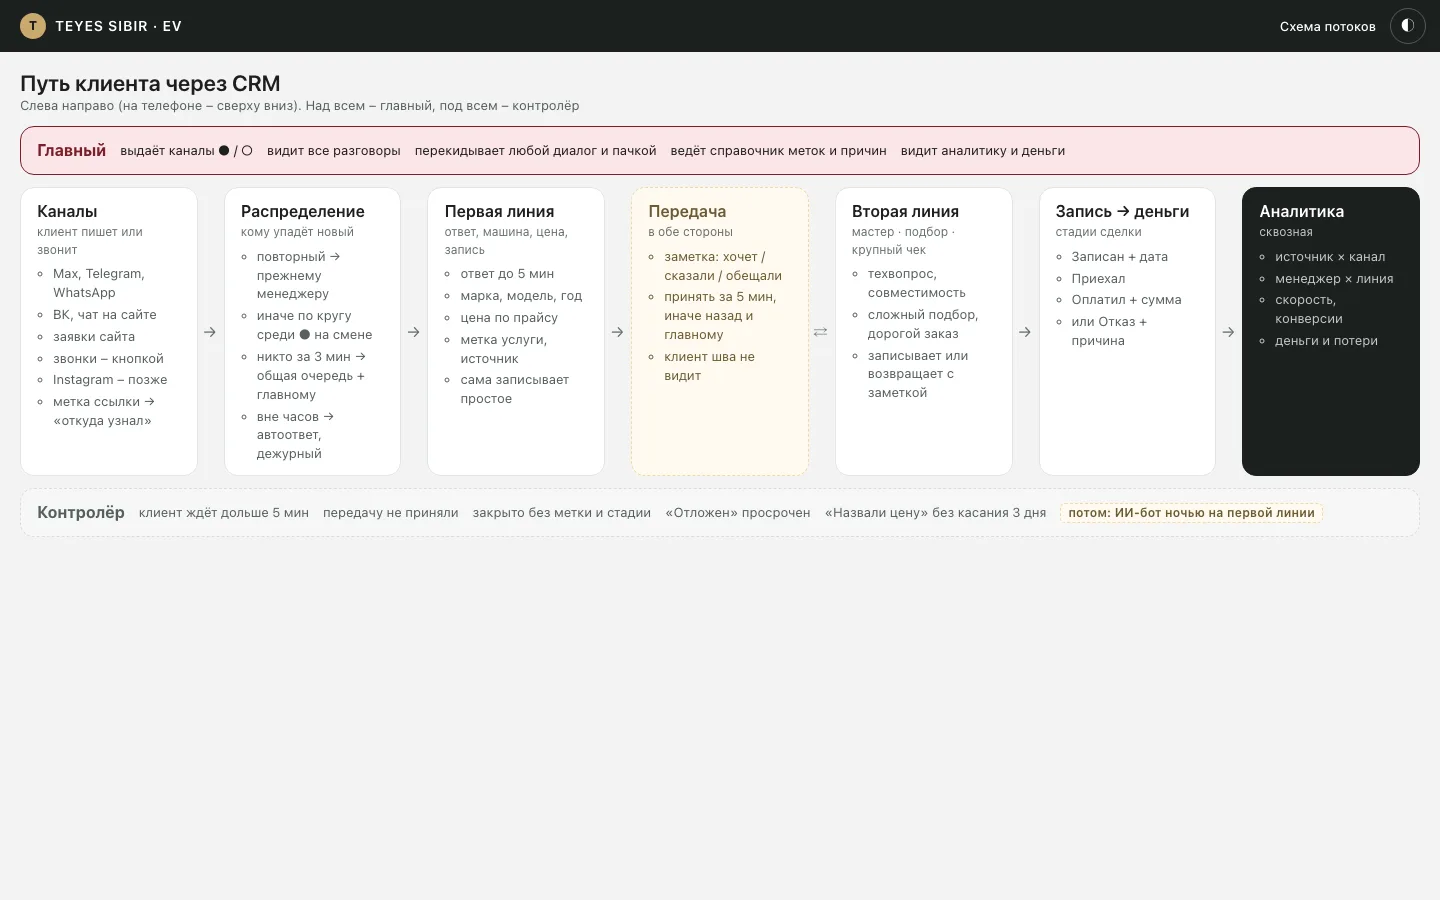 T TEYES SIBIR · EV
Схема потоков
Путь клиента через CRM
Слева направо (на телефоне – сверху вниз). Над всем – главный, под всем – контролёр
Главный выдаёт каналы ● / ○ видит все разговоры перекидывает любой диалог и пачкой ведёт справочник меток и причин видит аналитику и деньги
Каналы
клиент пишет или
звонит
Max, Telegram,
WhatsApp
ВК, чат на сайте
заявки сайта
звонки – кнопкой
Instagram – позже
метка ссылки →
«откуда узнал»
→
Распределение
кому упадёт новый
повторный →
прежнему
менеджеру
иначе по кругу
среди ● на смене
никто за 3 мин →
общая очередь +
главному
вне часов →
автоответ,
дежурный
→
Первая линия
ответ, машина, цена,
запись
ответ до 5 мин
марка, модель, год
цена по прайсу
метка услуги,
источник
сама записывает
простое
→
Передача
в обе стороны
заметка: хочет /
сказали / обещали
принять за 5 мин,
иначе назад и
главному
клиент шва не
видит
⇄
Вторая линия
мастер · подбор ·
крупный чек
техвопрос,
совместимость
сложный подбор,
дорогой заказ
записывает или
возвращает с
заметкой
→
Запись → деньги
стадии сделки
Записан + дата
Приехал
Оплатил + сумма
или Отказ +
причина
→
Аналитика
сквозная
источник × канал
менеджер × линия
скорость,
конверсии
деньги и потери
Контролёр клиент ждёт дольше 5 мин передачу не приняли закрыто без метки и стадии «Отложен» просрочен «Назвали цену» без касания 3 дня потом: ИИ-бот ночью на первой линии